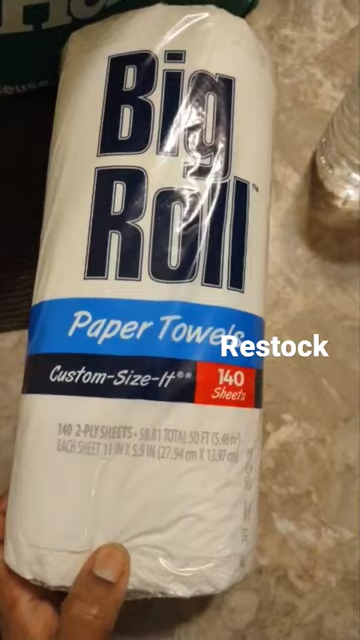 Big
Roll™
Paper Towels
Restock
Custom-Size-It®*
140
Sheets
140 2-PLY SHEETS • 58.81 TOTAL SQ FT (5.46 m²)
EACH SHEET 11 IN X 5.5 IN (27.94 cm X 13.97 cm)